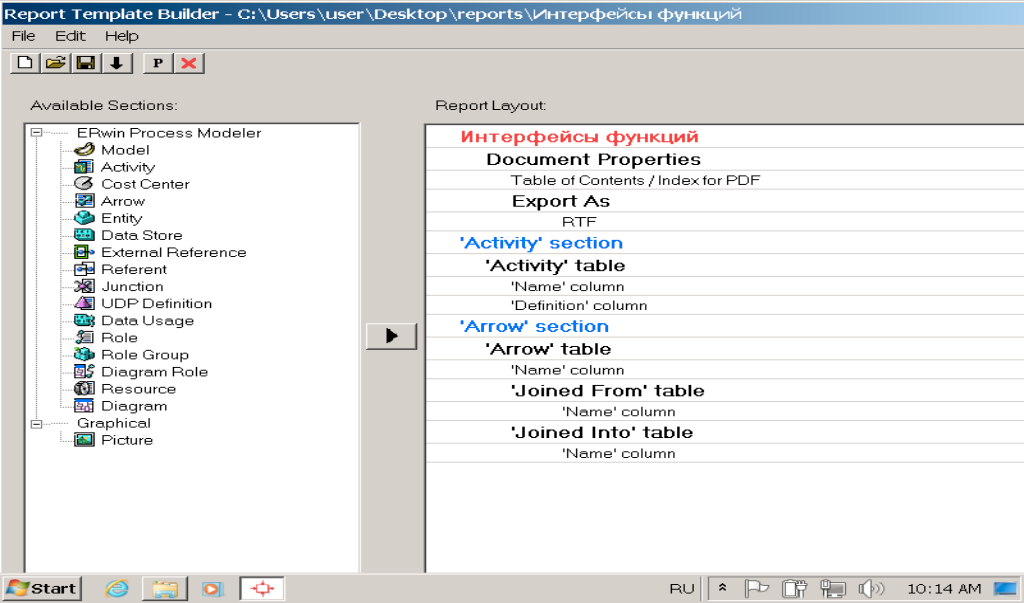 Report Template Builder - C:\Users\user\Desktop\reports\Интерфейсы функций
File Edit Help
P
Available Sections:
ERwin Process Modeler
Model
Activity
Cost Center
Arrow
Entity
Data Store
External Reference
Referent
Junction
UDP Definition
Data Usage
Role
Role Group
Diagram Role
Resource
Diagram
Graphical
Picture
Report Layout:
Интерфейсы функций
Document Properties
Table of Contents / Index for PDF
Export As
RTF
'Activity' section
'Activity' table
'Name' column
'Definition' column
'Arrow' section
'Arrow' table
'Name' column
'Joined From' table
'Name' column
'Joined Into' table
'Name' column
Start RU 10:14 AM